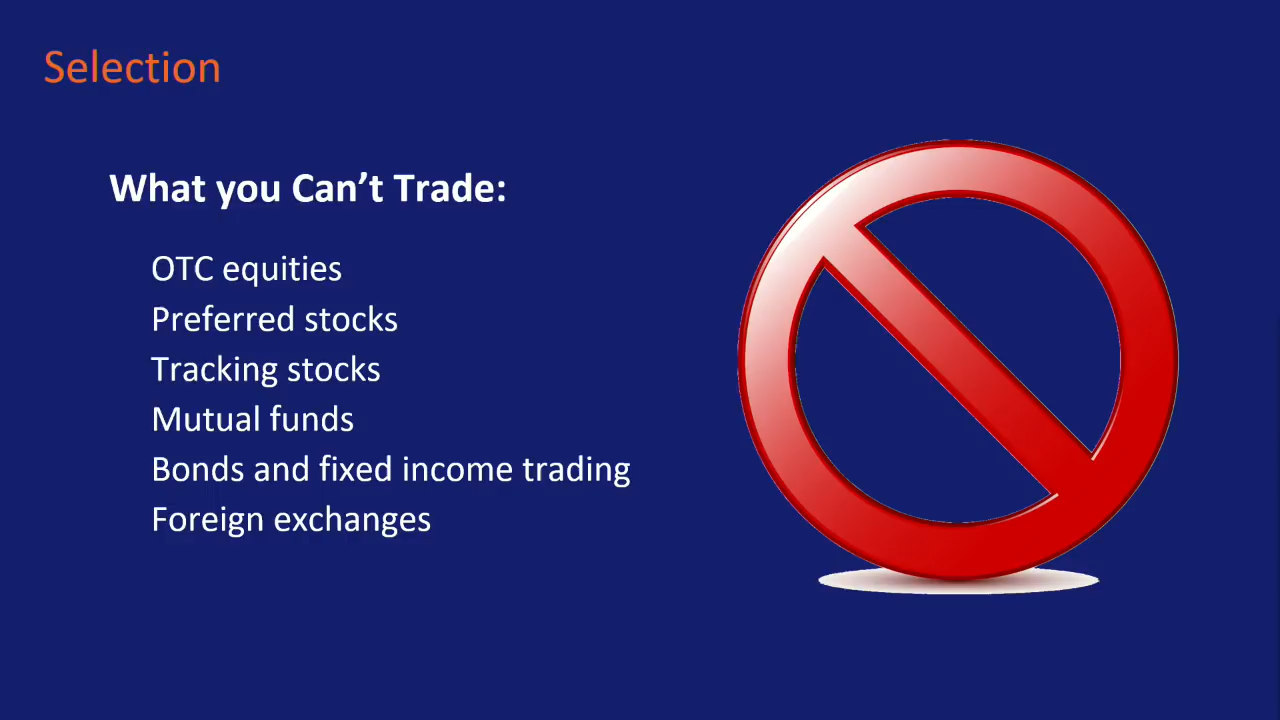 Selection
What you Can’t Trade:
OTC equities
Preferred stocks
Tracking stocks
Mutual funds
Bonds and fixed income trading
Foreign exchanges